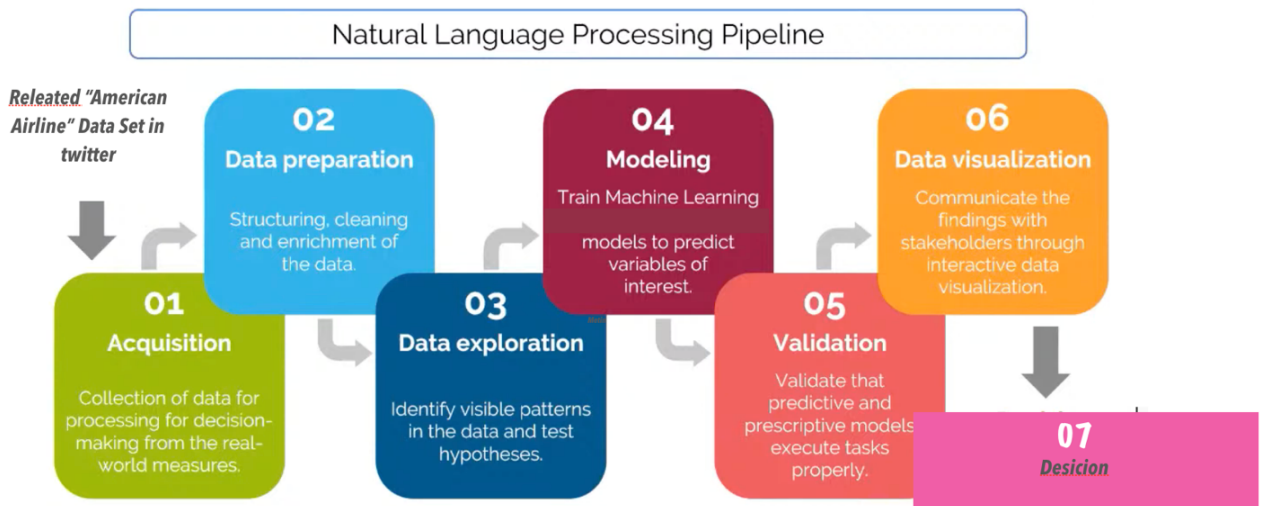 Natural Language Processing Pipeline
Releated “American
Airline” Data Set in
twitter
01
Acquisition
Collection of data for
processing for decision-
making from the real-
world measures.
02
Data preparation
Structuring, cleaning
and enrichment of
the data.
03
Data exploration
Identify visible patterns
in the data and test
hypotheses.
04
Modeling
Train Machine Learning
models to predict
variables of
interest.
05
Validation
Validate that
predictive and
prescriptive models
execute tasks
properly.
06
Data visualization
Communicate the
findings with
stakeholders through
interactive data
visualization.
07
Desicion